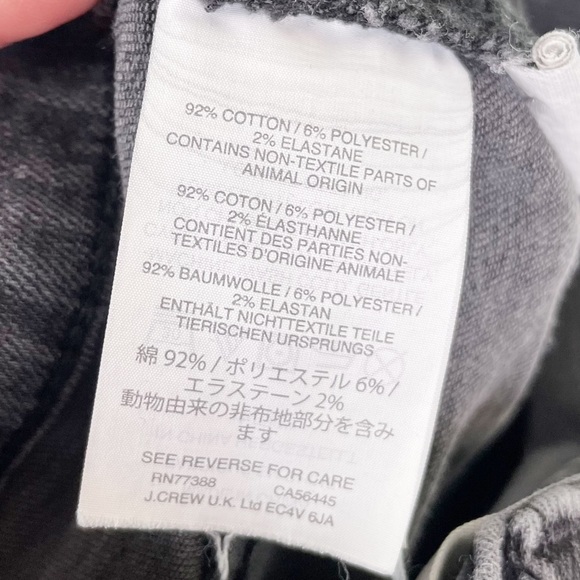 92% COTTON / 6% POLYESTER /
2% ELASTANE
CONTAINS NON-TEXTILE PARTS OF
ANIMAL ORIGIN
92% COTON / 6% POLYESTER /
2% ÉLASTHANNE
CONTIENT DES PARTIES NON-
TEXTILES D'ORIGINE ANIMALE
92% BAUMWOLLE / 6% POLYESTER /
2% ELASTAN
ENTHÄLT NICHTTEXTILE TEILE
TIERISCHEN URSPRUNGS
綿 92% / ポリエステル 6% /
エラステーン 2%
動物由来の非布地部分を含み
ます
SEE REVERSE FOR CARE
RN77388 CA56445
J.CREW U.K. Ltd EC4V 6JA